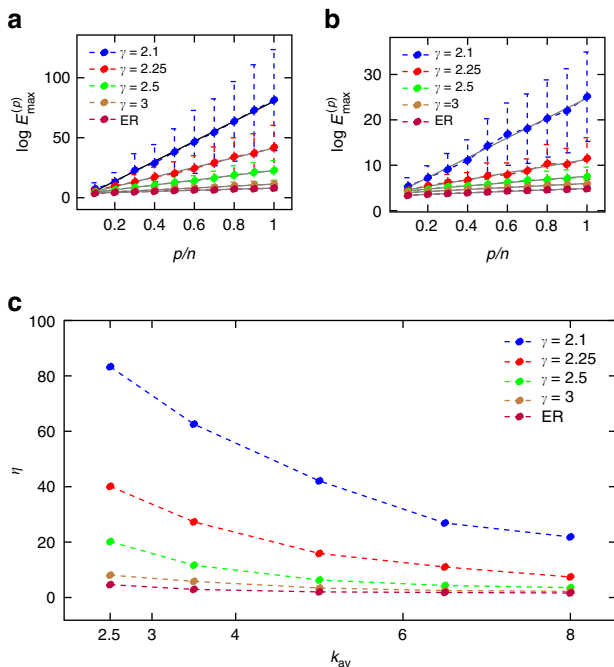 a
b
γ = 2.1
γ = 2.25
γ = 2.5
γ = 3
ER
100
50
0
log E_max^(p)
0.2 0.4 0.6 0.8 1
p/n
γ = 2.1
γ = 2.25
γ = 2.5
γ =3
ER
30
20
10
0
log E_max^(p)
0.2 0.4 0.6 0.8 1
p/n
c
100
80
60
40
20
0
η
γ = 2.1
γ = 2.25
γ = 2.5
γ = 3
ER
2.5 3 4 6 8
k_av